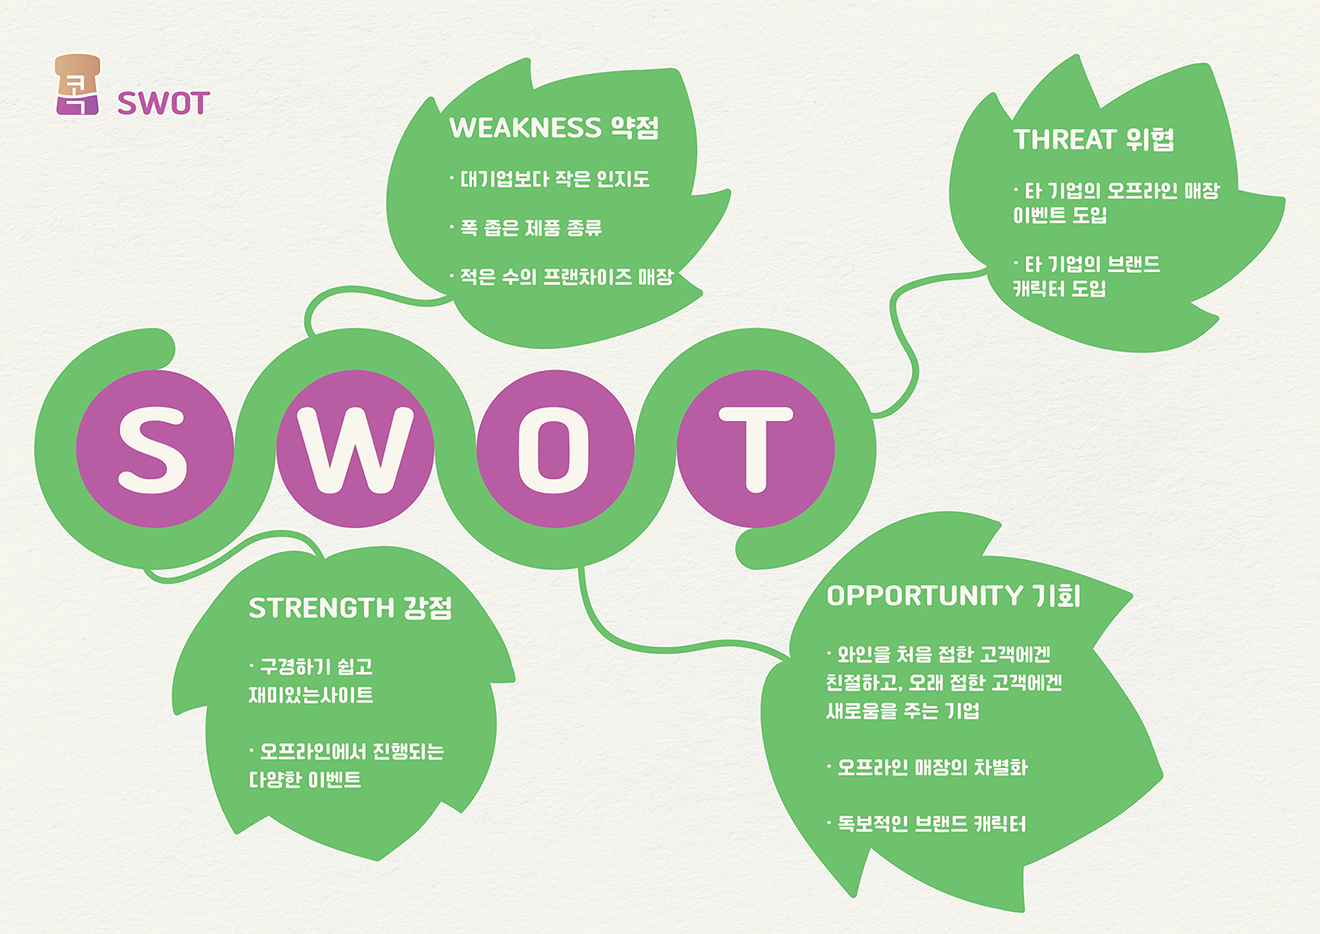 콕 SWOT
WEAKNESS 약점
· 대기업보다 작은 인지도
· 폭 좁은 제품 종류
· 적은 수의 프랜차이즈 매장
THREAT 위협
· 타 기업의 오프라인 매장
이벤트 도입
· 타 기업의 브랜드
캐릭터 도입
S W O T
STRENGTH 강점
· 구경하기 쉽고
재미있는사이트
· 오프라인에서 진행되는
다양한 이벤트
OPPORTUNITY 기회
· 와인을 처음 접한 고객에겐
친절하고, 오래 접한 고객에겐
새로움을 주는 기업
· 오프라인 매장의 차별화
· 독보적인 브랜드 캐릭터